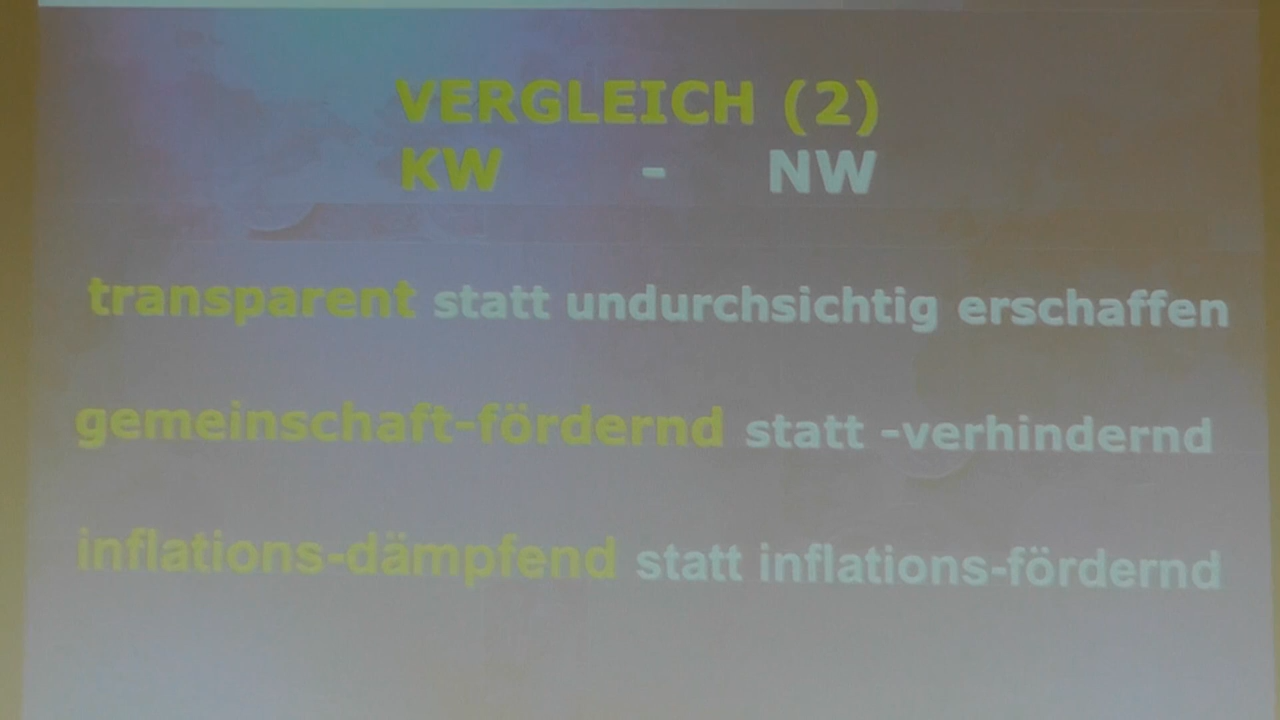 VERGLEICH (2)
KW - NW
transparent statt undurchsichtig erschaffen
gemeinschaft-fördernd statt -verhindernd
inflations-dämpfend statt inflations-fördernd